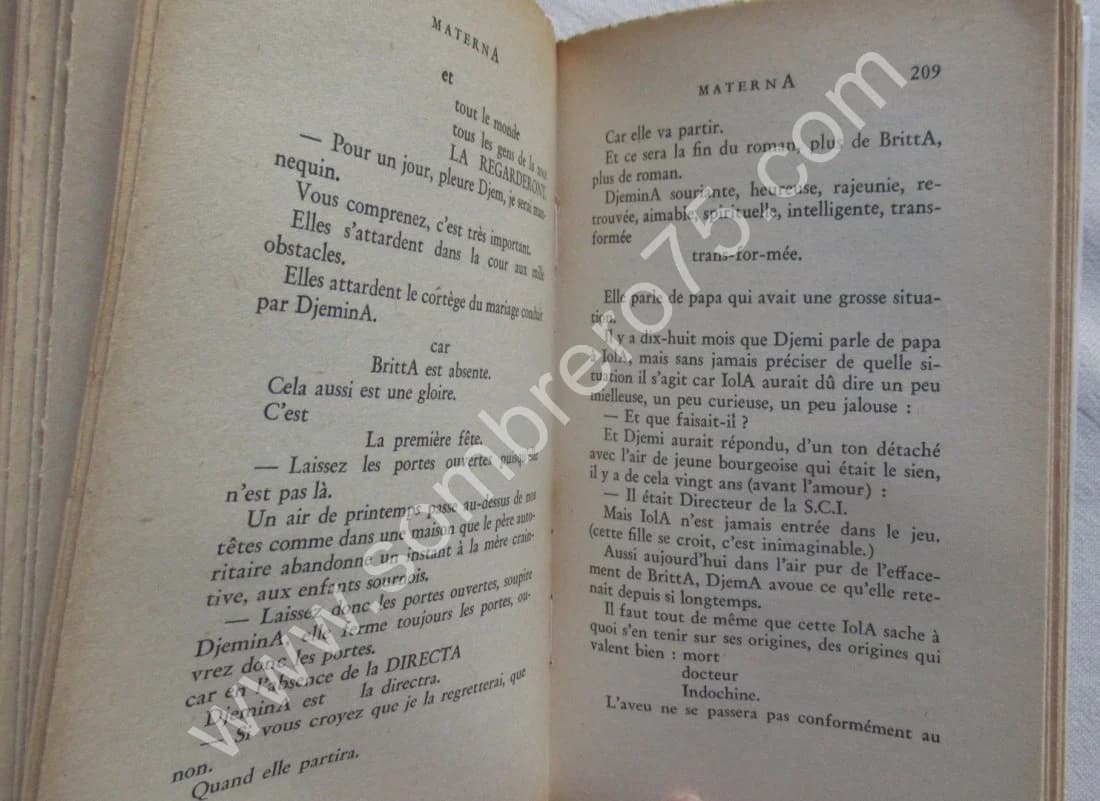 MATERNA
et
tout le monde
tous les gens de la
LA REGARDERONT.
— Pour un jour, pleure Djem, je serai man-
nequin.
Vous comprenez, c'est très important.
Elles s'attardent dans la cour aux mille
obstacles.
Elles attardent le cortège du mariage conduit
par DjeminA.
car
BrittA est absente.
Cela aussi est une gloire.
C'est
La première fête.
— Laissez les portes ouvertes
n'est pas là.
Un air de printemps passe au-dessus de nos
têtes comme dans une maison que le père auto-
ritaire abandonne un instant à la mère crain-
tive, aux enfants sournois.
— Laissez donc les portes ouvertes, soupire
DjeminA, elle ferme toujours les portes, ou-
vrez donc les portes.
car en l'absence de la DIRECTA
DjeminA est la directra.
— Si vous croyez que je la regretterai, que
non.
Quand elle partira.
MATERNA 209
Car elle va partir.
Et ce sera la fin du roman, plus de BrittA,
plus de roman.
DjeminA souriante, heureuse, rajeunie, re-
trouvée, aimable, spirituelle, intelligente, trans-
formée
trans-for-mée.
Elle parle de papa qui avait une grosse situa-
tion.
Il y a dix-huit mois que Djemi parle de papa
à IolA, mais sans jamais préciser de quelle si-
tuation il s'agit car IolA aurait dû dire un peu
mielleuse, un peu curieuse, un peu jalouse :
— Et que faisait-il ?
Et Djemi aurait répondu, d'un ton détaché
avec l'air de jeune bourgeoise qui était le sien,
il y a de cela vingt ans (avant l'amour) :
— Il était Directeur de la S.C.I.
Mais IolA n'est jamais entrée dans le jeu.
(cette fille se croit, c'est inimaginable.)
Aussi aujourd'hui dans l'air pur de l'efface-
ment de BrittA, DjemA avoue ce qu'elle rete-
nait depuis si longtemps.
Il faut tout de même que cette IolA sache à
quoi s'en tenir sur ses origines, des origines qui
valent bien : mort
docteur
Indochine.
L'aveu ne se passera pas conformément au
www.sombrero75.com